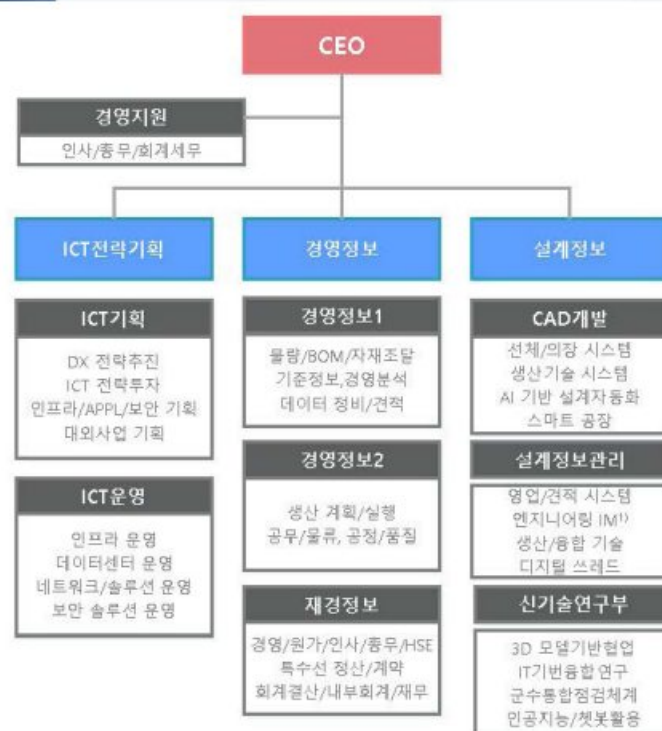 CEO
경영지원
인사/총무/회계세무
ICT전략기획
경영정보
설계정보
ICT기획
DX 전략추진
ICT 전략투자
인프라/APPL/보안 기획
대외사업 기획
ICT운영
인프라 운영
데이터센터 운영
네트워크/솔루션 운영
보안 솔루션 운영
경영정보1
물량/BOM/자재조달
기준정보,경영분석
데이터 정비/견적
경영정보2
생산 계획/실행
공무/물류, 공정/품질
재경정보
경영/원가/인사/총무/HSE
특수선 정산/계약
회계결산/내부회계/재무
CAD개발
선체/의장 시스템
생산기술 시스템
AI 기반 설계자동화
스마트 공장
설계정보관리
영업/견적 시스템
엔지니어링 IM¹⁾
생산/융합 기술
디지털 쓰레드
신기술연구부
3D 모델기반협업
IT기번융합연구
군수통합점검체계
인공지능/쳇봇활용